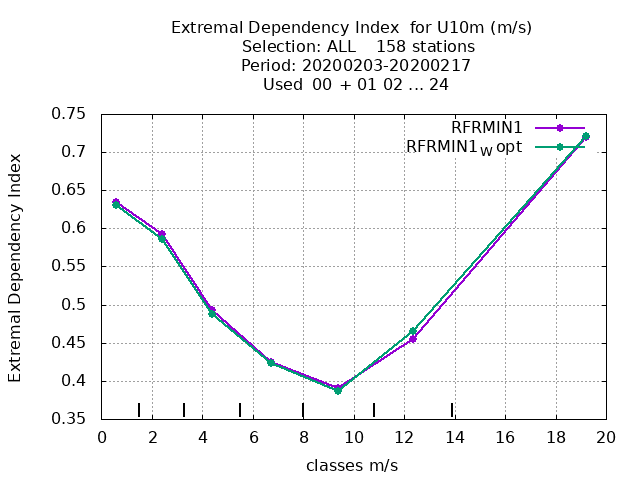 Extremal Dependency Index for U10m (m/s)
Selection: ALL 158 stations
Period: 20200203-20200217
Used 00 + 01 02 ... 24
RFRMIN1
RFRMIN1W opt
Extremal Dependency Index
0.75
0.7
0.65
0.6
0.55
0.5
0.45
0.4
0.35
0 2 4 6 8 10 12 14 16 18 20
classes m/s